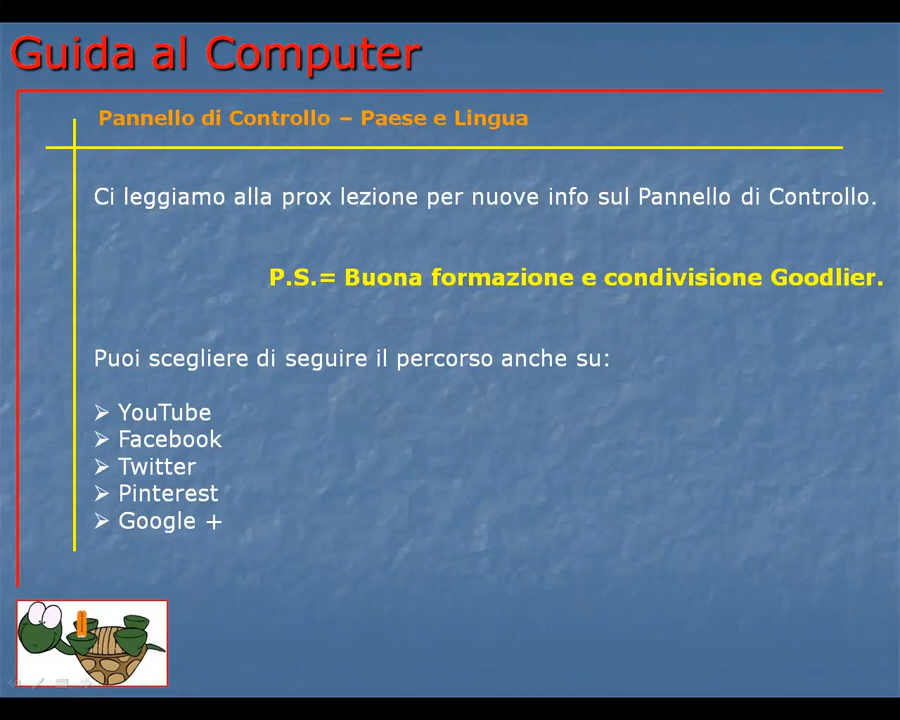 Guida al Computer
Pannello di Controllo – Paese e Lingua
Ci leggiamo alla prox lezione per nuove info sul Pannello di Controllo.
P.S.= Buona formazione e condivisione Goodlier.
Puoi scegliere di seguire il percorso anche su:
YouTube
Facebook
Twitter
Pinterest
Google +